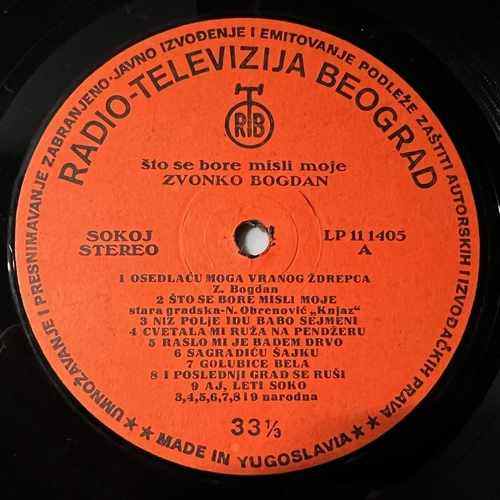 UMNOŽAVANJE I PRESNIMAVANJE ZABRANJENO-JAVNO IZVOĐENJE I EMITOVANJE PODLEŽE ZAŠTITI AUTORSKIH I IZVOĐAČKIH PRAVA
RADIO-TELEVIZIJA BEOGRAD
RTB
što se bore misli moje
ZVONKO BOGDAN
SOKOJ
STEREO
LP 11 1405
A
1 OSEDLAĆU MOGA VRANOG ŽDREPCA
Z. Bogdan
2 ŠTO SE BORE MISLI MOJE
stara gradska-N. Obrenović „Knjaz"
3 NIZ POLJE IDU BABO SEJMENI
4 CVETALA MI RUŽA NA PENDŽERU
5 RASLO MI JE BADEM DRVO
6 SAGRADIĆU ŠAJKU
7 GOLUBICE BELA
8 I POSLEDNJI GRAD SE RUŠI
9 AJ, LETI SOKO
3,4,5,6,7,8 i 9 narodna
33 1/3
★★ MADE IN YUGOSLAVIA ★★